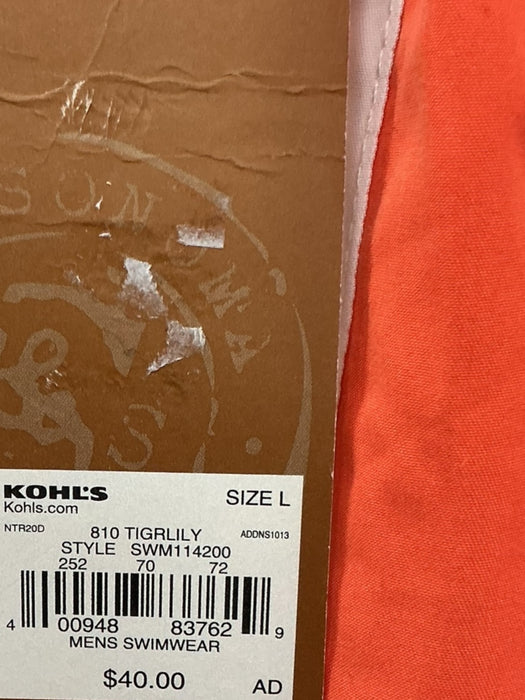 SONOMA
S
KOHL'S
SIZE L
Kohls.com
NTR20D
810 TIGRLILY
ADDNS1013
STYLE SWM114200
252 70 72
4 00948 83762 9
MENS SWIMWEAR
$40.00
AD